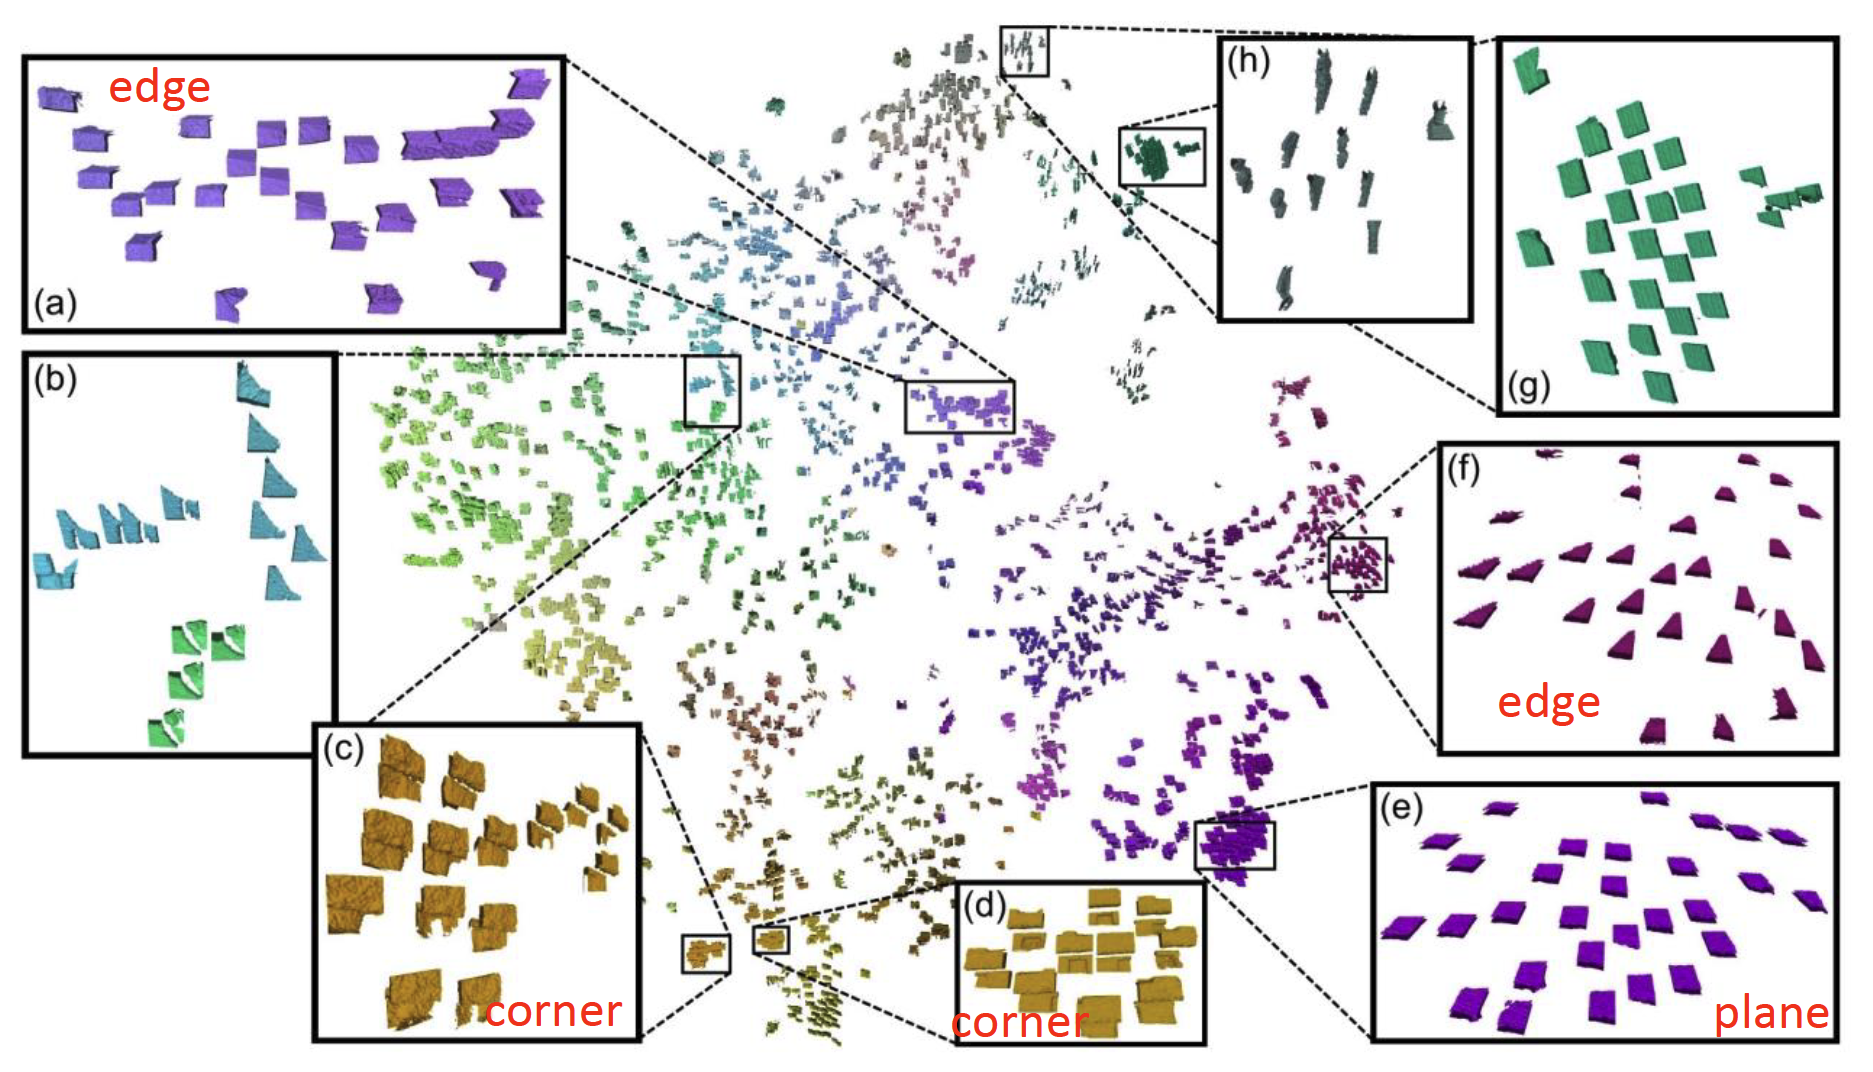 edge
(a)
(h)
(g)
(b)
(f)
edge
(c)
corner
(d)
corner
(e)
plane